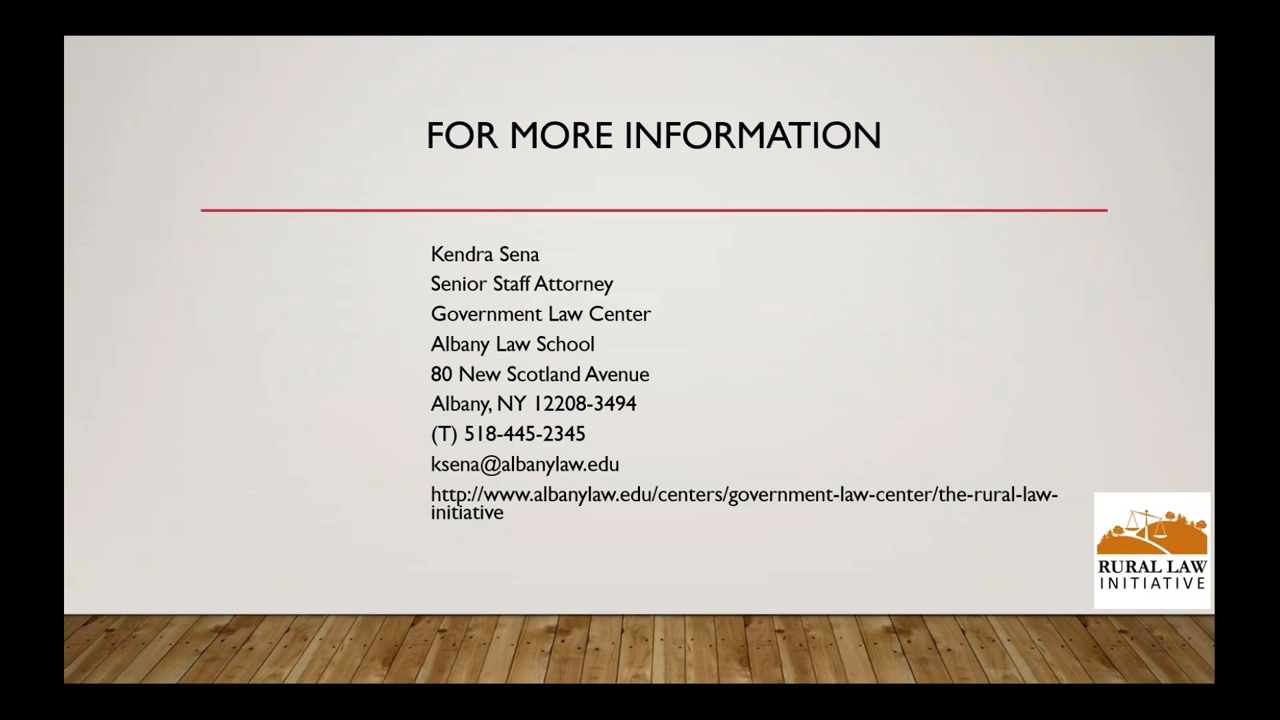 FOR MORE INFORMATION
Kendra Sena
Senior Staff Attorney
Government Law Center
Albany Law School
80 New Scotland Avenue
Albany, NY 12208-3494
(T) 518-445-2345
ksena@albanylaw.edu
http://www.albanylaw.edu/centers/government-law-center/the-rural-law-
initiative
RURAL LAW
INITIATIVE